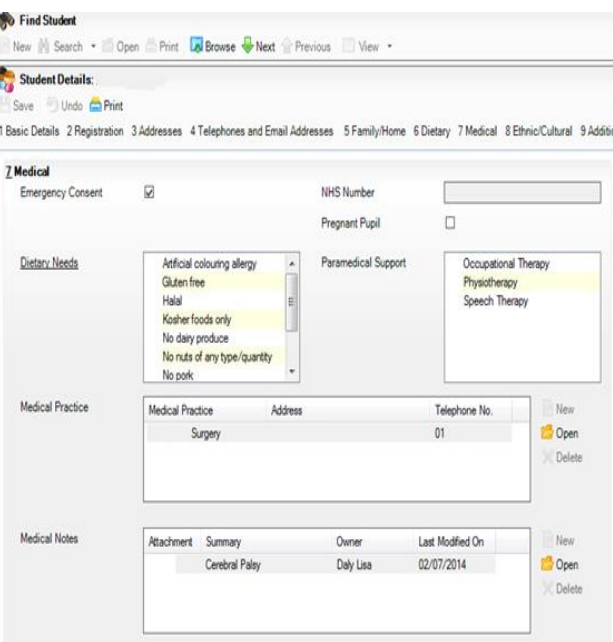 Find Student
New Search Open Print Browse Next Previous View
Student Details:
Save Undo Print
1 Basic Details 2 Registration 3 Addresses 4 Telephones and Email Addresses 5 Family/Home 6 Dietary 7 Medical 8 Ethnic/Cultural 9 Additio
7 Medical
Emergency Consent NHS Number
Pregnant Pupil
Dietary Needs Artificial colouring allergy Paramedical Support Occupational Therapy
Gluten free Physiotherapy
Halal Speech Therapy
Kosher foods only
No dairy produce
No nuts of any type/quantity
No pork
Medical Practice Medical Practice Address Telephone No. New
Surgery 01 Open
Delete
Medical Notes Attachment Summary Owner Last Modified On New
Cerebral Palsy Daly Lisa 02/07/2014 Open
Delete